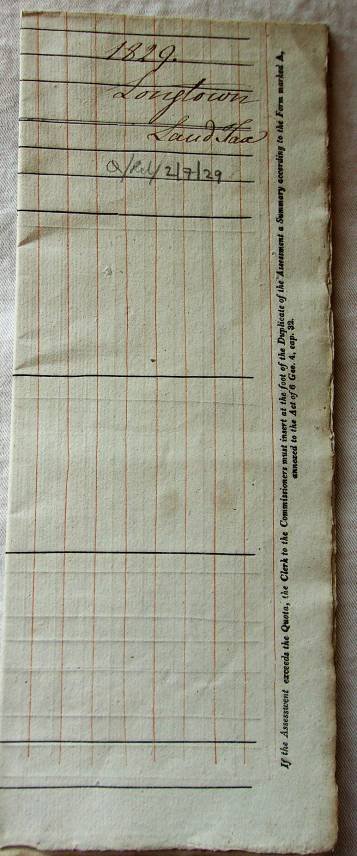 1829.
Longtown
Land Tax
Q/Rel/2/7/29
If the Assessment exceeds the Quota, the Clerk to the Commissioners must insert at the foot of the Duplicate of the Assessment a Summary according to the Form marked A,
annexed to the Act of 6 Geo. 4, cap. 32.